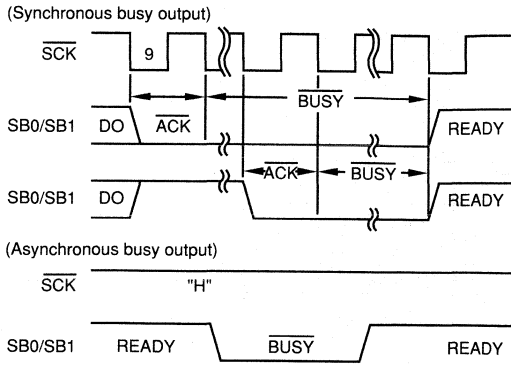 (Synchronous busy output)
SCK 9
BUSY
SB0/SB1 DO ACK READY
ACK BUSY
SB0/SB1 DO READY
(Asynchronous busy output)
SCK "H"
SB0/SB1 READY BUSY READY